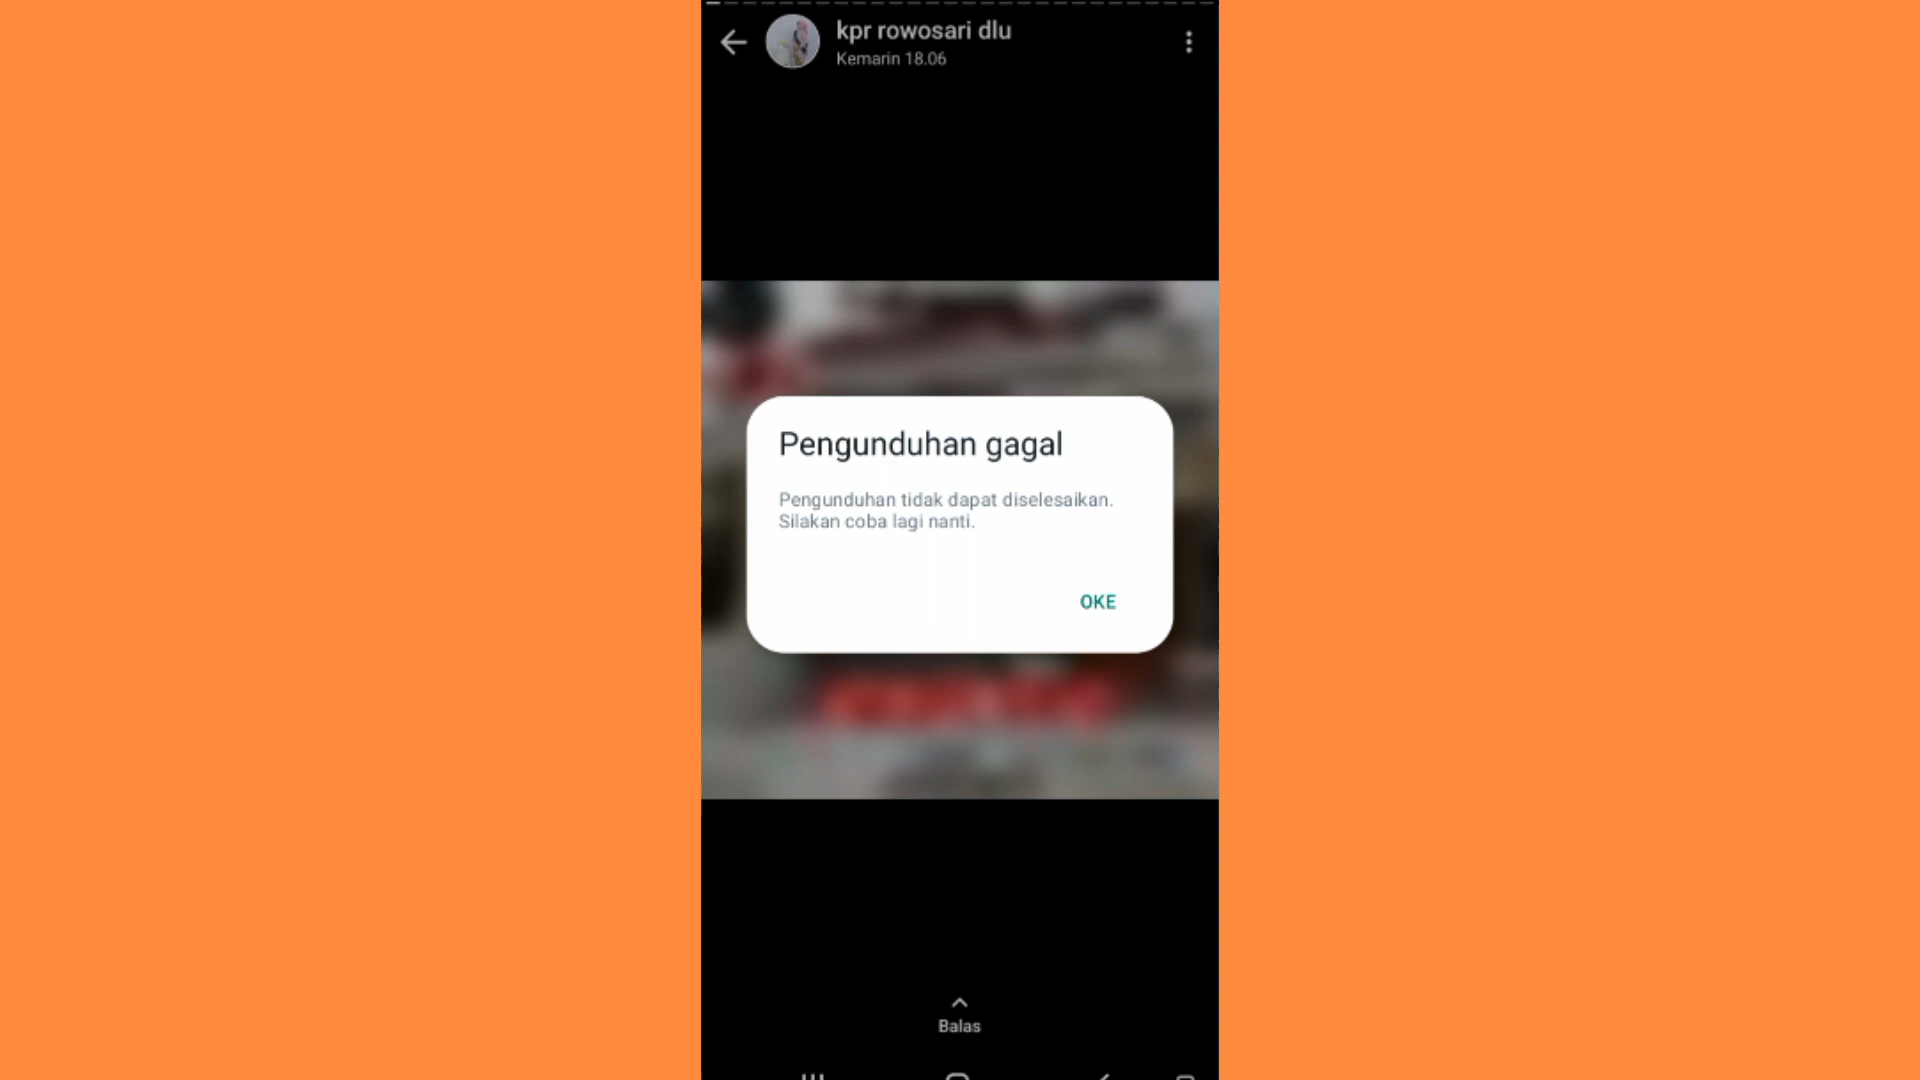 kpr rowosari dlu
Kemarin 18.06
Pengunduhan gagal
Pengunduhan tidak dapat diselesaikan.
Silakan coba lagi nanti.
OKE
Balas